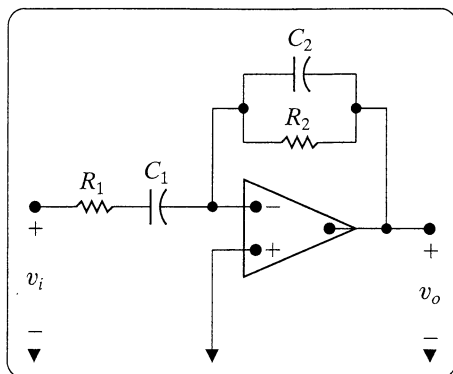 C₂
R₂
R₁
C₁
−
+
+
+
vᵢ
vₒ
−
−